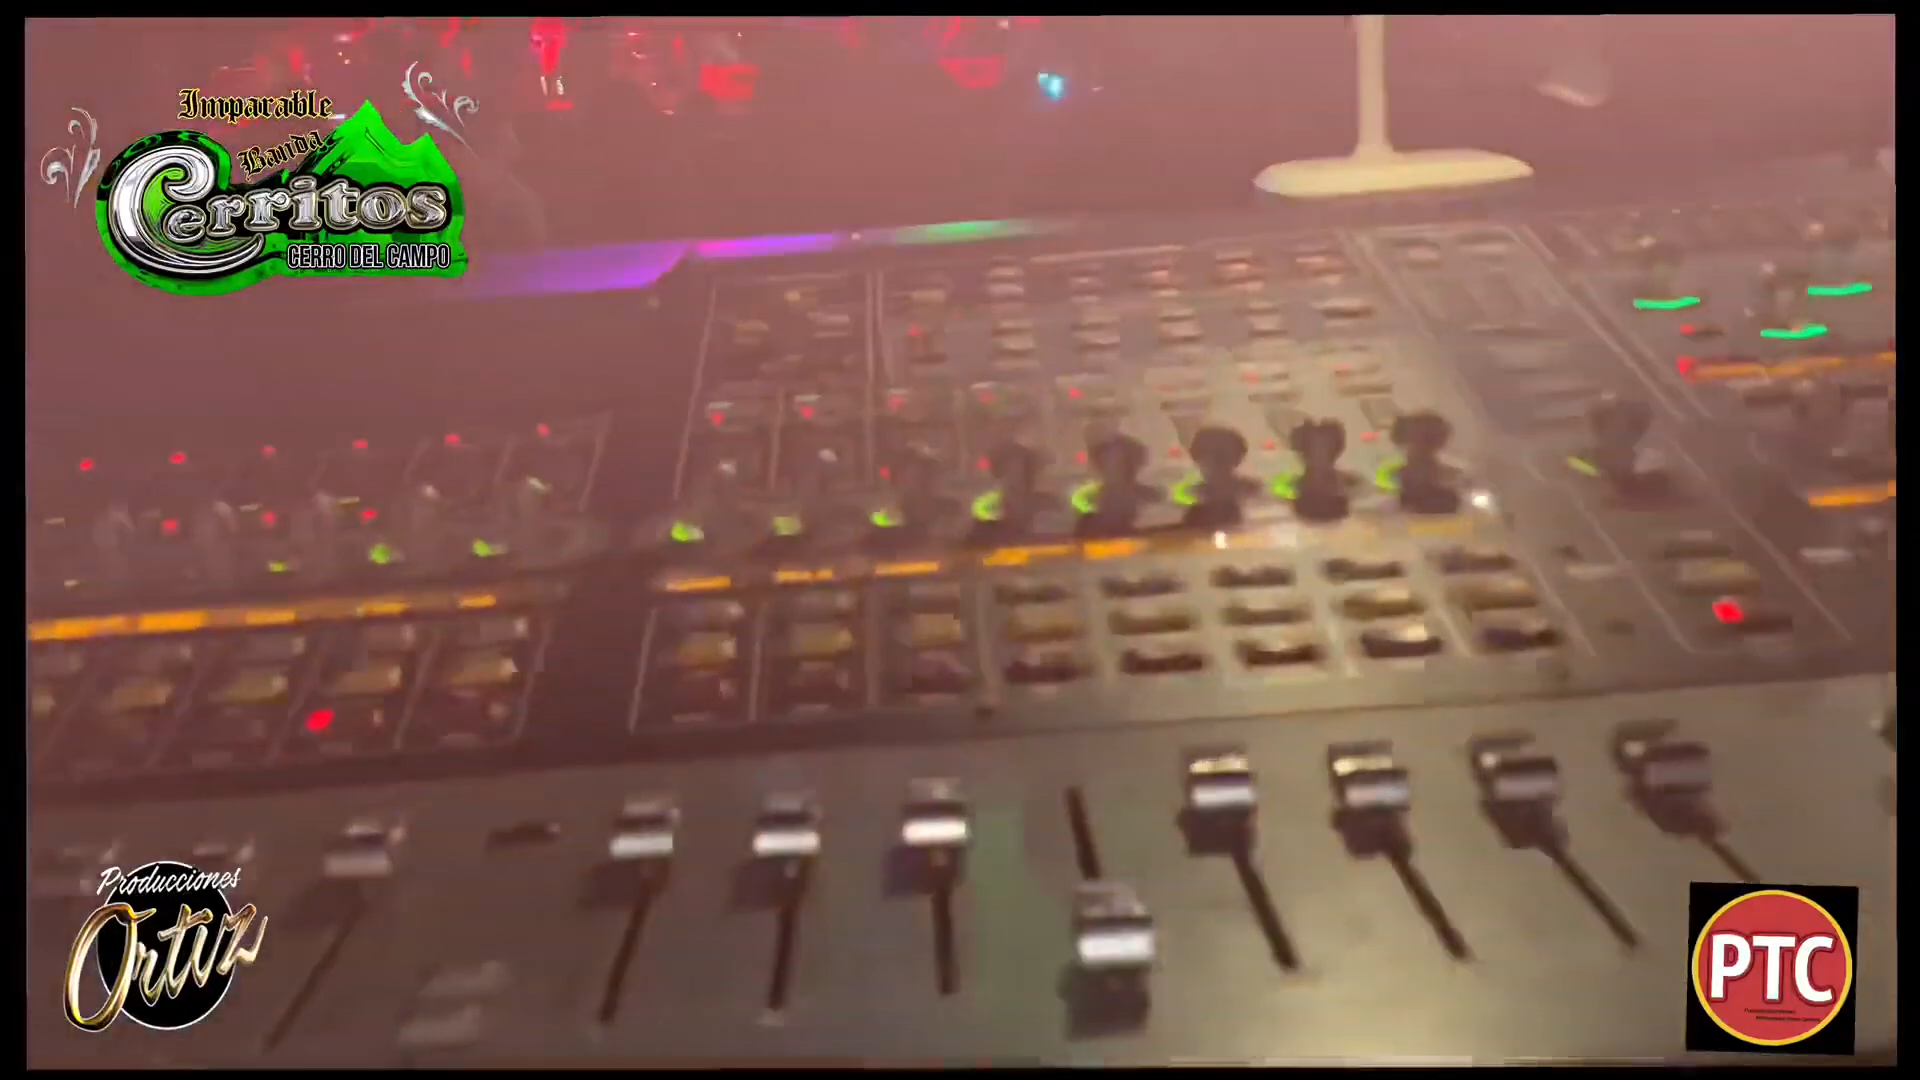 Imparable
Banda
Cerritos
CERRO DEL CAMPO
Producciones
Ortiz
PTC